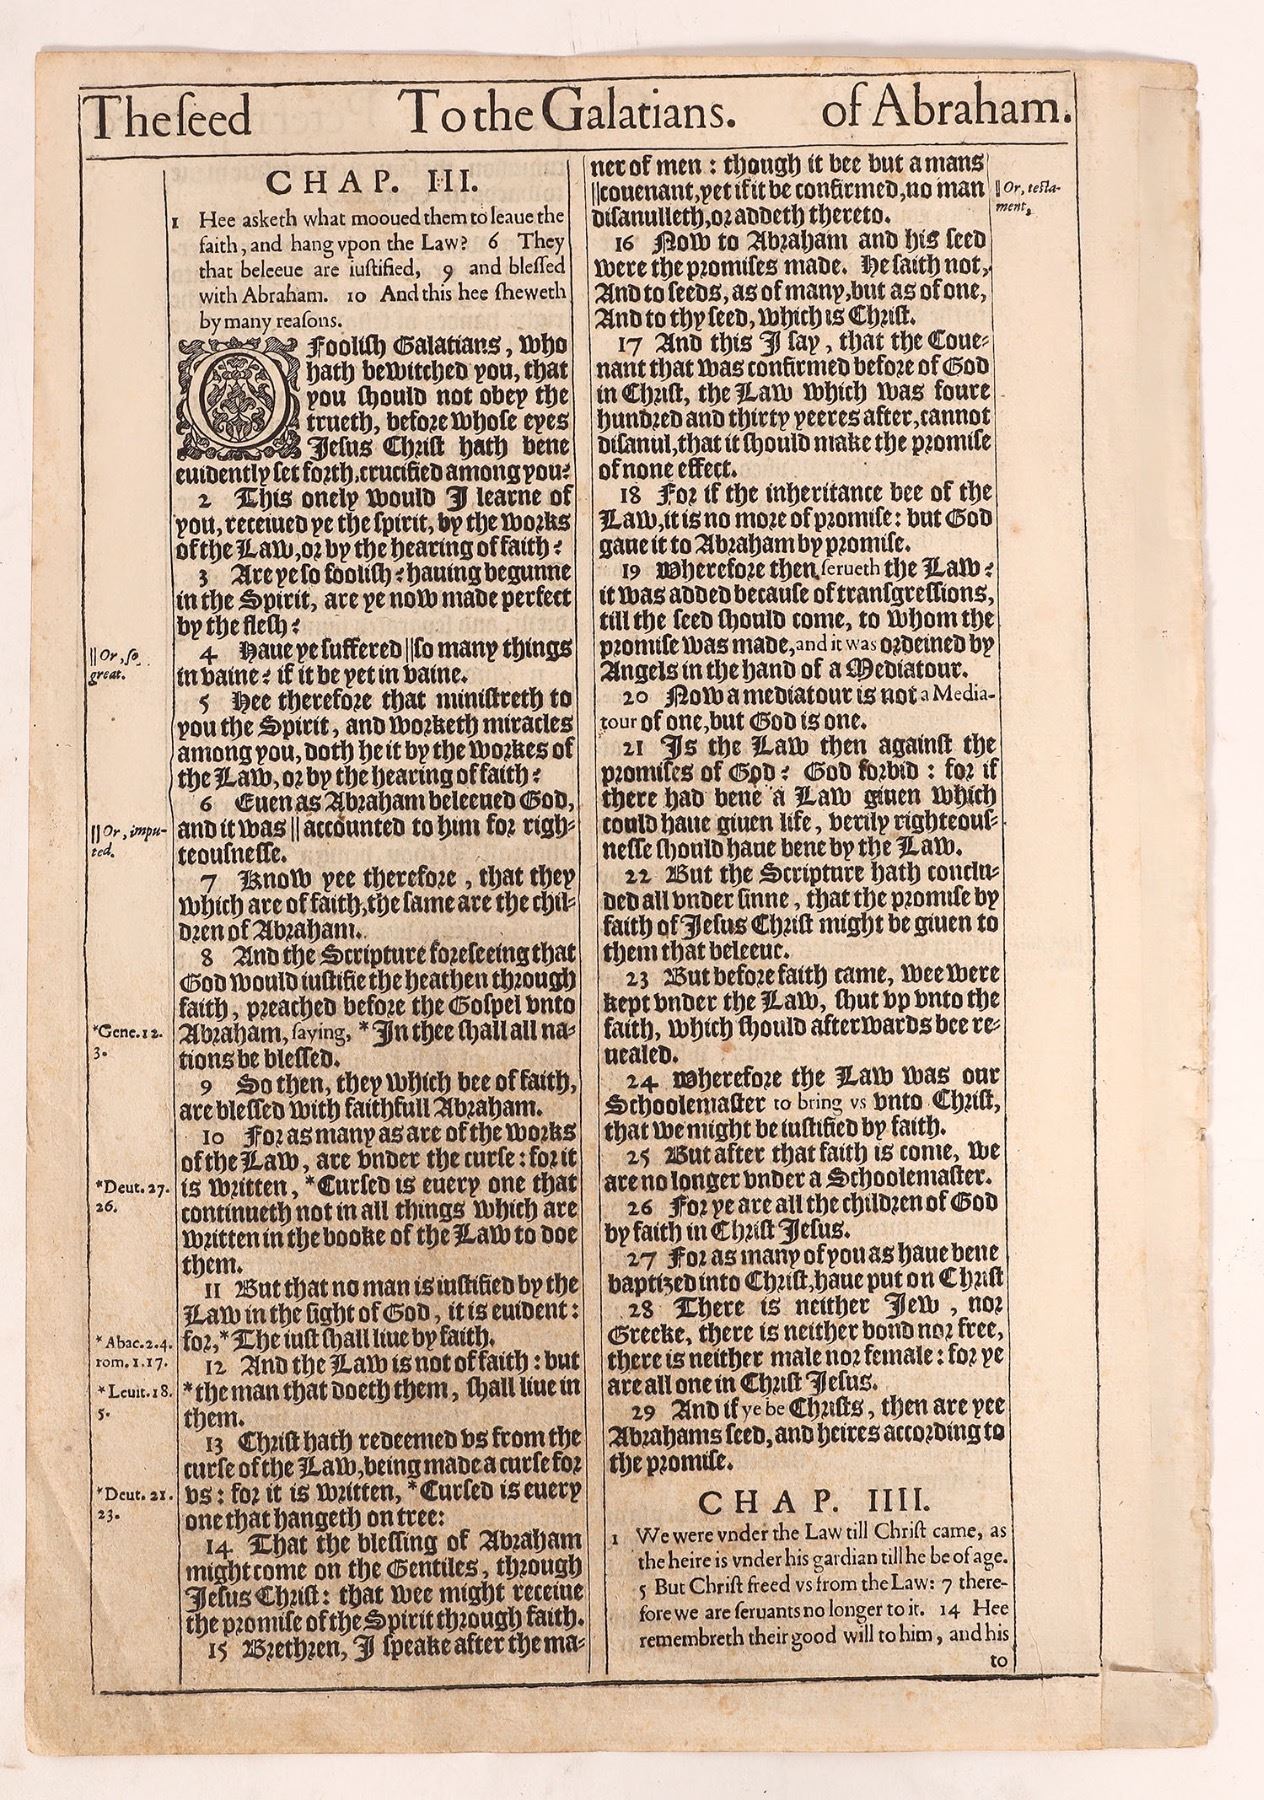 The ſeed To the Galatians. of Abraham.
CHAP. III.
1 Hee asketh what mooued them to leaue the
faith, and hang vpon the Law? 6 They
that beleeue are iuſtified, 9 and bleſſed
with Abraham. 10 And this hee ſheweth
by many reaſons.
O Fooliſh Galatians, who
hath bewitched you, that
you ſhould not obey the
trueth, before whoſe eyes
Jeſus Chriſt hath bene
euidently ſet forth, crucified among you?
2 This onely would I learne of
you, receiued ye the ſpirit, by the works
of the Law, or by the hearing of faith?
3 Are ye ſo fooliſh? hauing begunne
in the Spirit, are ye now made perfect
by the fleſh?
4 Haue ye ſuffered ||ſo many things
in vaine? if it be yet in vaine.
|| Or, ſo
great.
5 Hee therefore that miniſtreth to
you the Spirit, and worketh miracles
among you, doth he it by the workes of
the Law, or by the hearing of faith?
6 Euen as Abraham beleeued God,
and it was || accounted to him for righ-
teouſneſſe.
|| Or, impu-
ted.
7 Know yee therefore, that they
which are of faith, the ſame are the chil-
dren of Abraham.
8 And the Scripture foreſeeing that
God would iuſtifie the heathen through
faith, preached before the Goſpel vnto
Abraham, ſaying, * In thee ſhall all na-
tions be bleſſed.
*Gene. 12.
3.
9 So then, they which bee of faith,
are bleſſed with faithfull Abraham.
10 For as many as are of the works
of the Law, are vnder the curſe: for it
is written, *Curſed is euery one that
continueth not in all things which are
written in the booke of the Law to doe
them.
*Deut. 27.
26.
11 But that no man is iuſtified by the
Law in the ſight of God, it is euident:
for, * The iuſt ſhall liue by faith.
* Abac. 2. 4.
rom. 1. 17.
12 And the Law is not of faith: but
*the man that doeth them, ſhall liue in
them.
* Leuit. 18.
5.
13 Chriſt hath redeemed vs from the
curſe of the Law, being made a curſe for
vs: for it is written, *Curſed is euery
one that hangeth on tree:
*Deut. 21.
23.
14 That the bleſſing of Abraham
might come on the Gentiles, through
Jeſus Chriſt: that wee might receiue
the promiſe of the Spirit through faith.
15 Brethren, I ſpeake after the ma-
ner of men: though it bee but a mans
||couenant, yet if it be confirmed, no man
diſanulleth, or addeth thereto.
|| Or, teſta-
ment,
16 Now to Abraham and his ſeed
were the promiſes made. He ſaith not,
And to ſeeds, as of many, but as of one,
And to thy ſeed, which is Chriſt.
17 And this I ſay, that the Coue-
nant that was confirmed before of God
in Chriſt, the Law which was foure
hundred and thirty yeeres after, cannot
diſanul, that it ſhould make the promiſe
of none effect.
18 For if the inheritance bee of the
Law, it is no more of promiſe: but God
gaue it to Abraham by promiſe.
19 Wherefore then ſerueth the Law?
it was added becauſe of tranſgreſſions,
till the ſeed ſhould come, to whom the
promiſe was made, and it was ordeined by
Angels in the hand of a Mediatour.
20 Now a mediatour is not a Media-
tour of one, but God is one.
21 Is the Law then againſt the
promiſes of God? God forbid: for if
there had bene a Law giuen which
could haue giuen life, verily righteouſ-
neſſe ſhould haue bene by the Law.
22 But the Scripture hath conclu-
ded all vnder ſinne, that the promiſe by
faith of Jeſus Chriſt might be giuen to
them that beleeue.
23 But before faith came, wee were
kept vnder the Law, ſhut vp vnto the
faith, which ſhould afterwards bee re-
uealed.
24 Wherefore the Law was our
Schoolemaſter to bring vs vnto Chriſt,
that we might be iuſtified by faith.
25 But after that faith is come, we
are no longer vnder a Schoolemaſter.
26 For ye are all the children of God
by faith in Chriſt Jeſus.
27 For as many of you as haue bene
baptized into Chriſt, haue put on Chriſt
28 There is neither Jew, nor
Greeke, there is neither bond nor free,
there is neither male nor female: for ye
are all one in Chriſt Jeſus.
29 And if ye be Chriſts, then are yee
Abrahams ſeed, and heires according to
the promiſe.
CHAP. IIII.
1 We were vnder the Law till Chriſt came, as
the heire is vnder his gardian till he be of age.
5 But Chriſt freed vs from the Law: 7 there-
fore we are ſeruants no longer to it. 14 Hee
remembreth their good will to him, and his
to